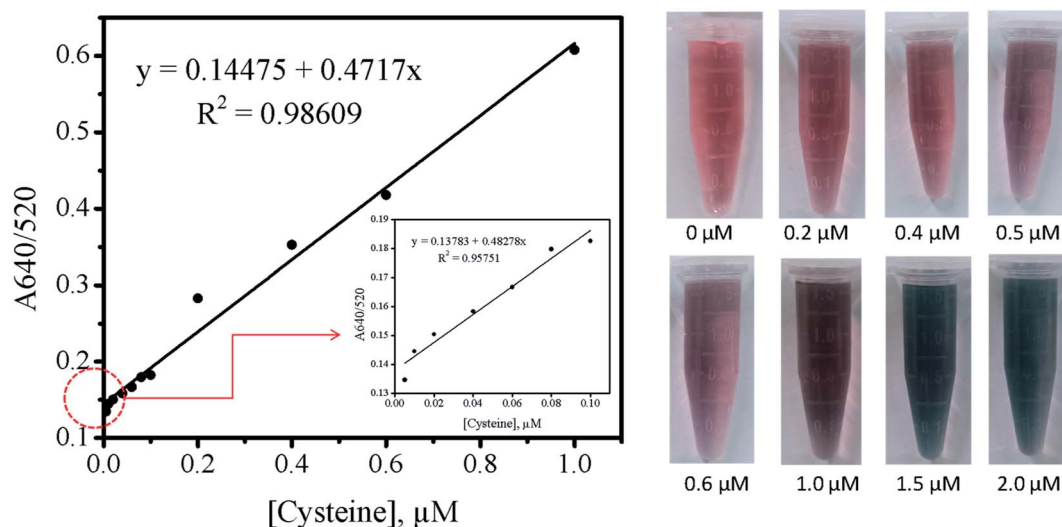 y = 0.14475 + 0.4717x
R² = 0.98609
A640/520
0.6
0.5
0.4
0.3
0.2
0.1
0.0 0.2 0.4 0.6 0.8 1.0
[Cysteine], µM
y = 0.13783 + 0.48278x
R² = 0.95751
A640/520
0.19
0.18
0.17
0.16
0.15
0.14
0.13
0.00 0.02 0.04 0.06 0.08 0.10
[Cysteine], µM
0 µM 0.2 µM 0.4 µM 0.5 µM
0.6 µM 1.0 µM 1.5 µM 2.0 µM